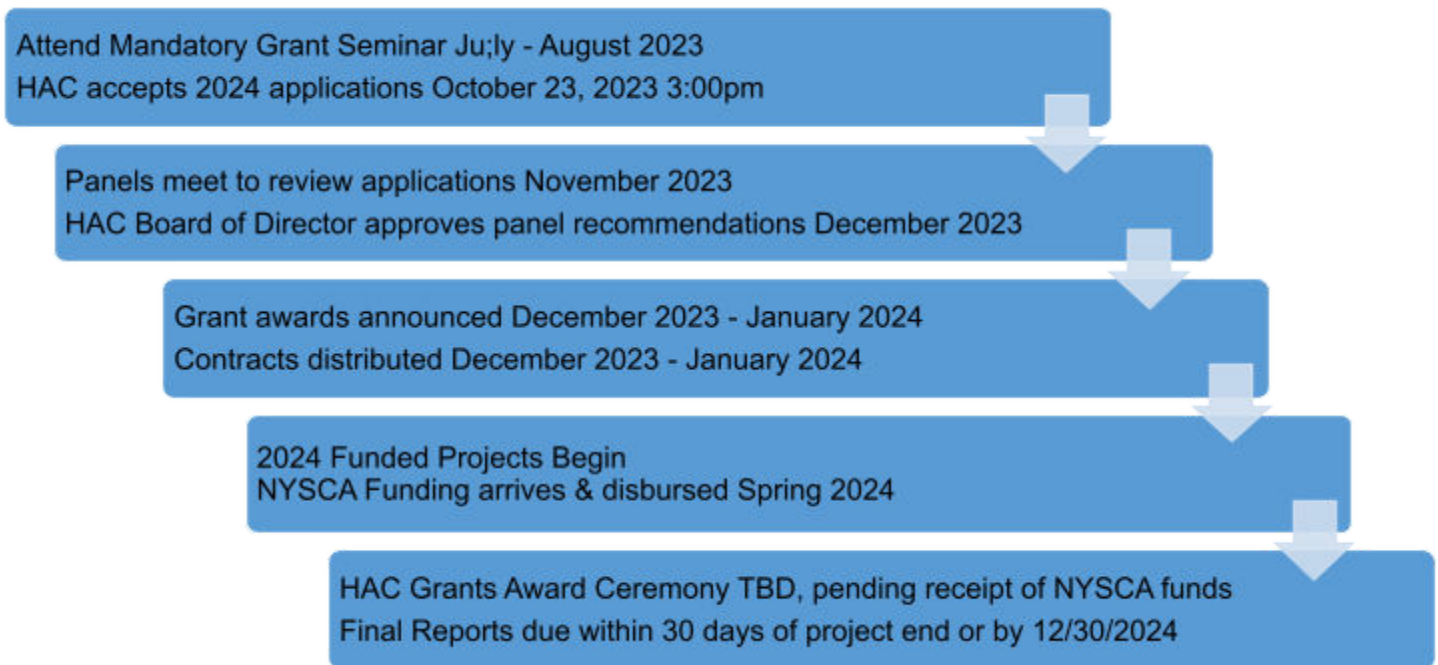 Attend Mandatory Grant Seminar Ju;ly - August 2023
HAC accepts 2024 applications October 23, 2023 3:00pm
Panels meet to review applications November 2023
HAC Board of Director approves panel recommendations December 2023
Grant awards announced December 2023 - January 2024
Contracts distributed December 2023 - January 2024
2024 Funded Projects Begin
NYSCA Funding arrives & disbursed Spring 2024
HAC Grants Award Ceremony TBD, pending receipt of NYSCA funds
Final Reports due within 30 days of project end or by 12/30/2024